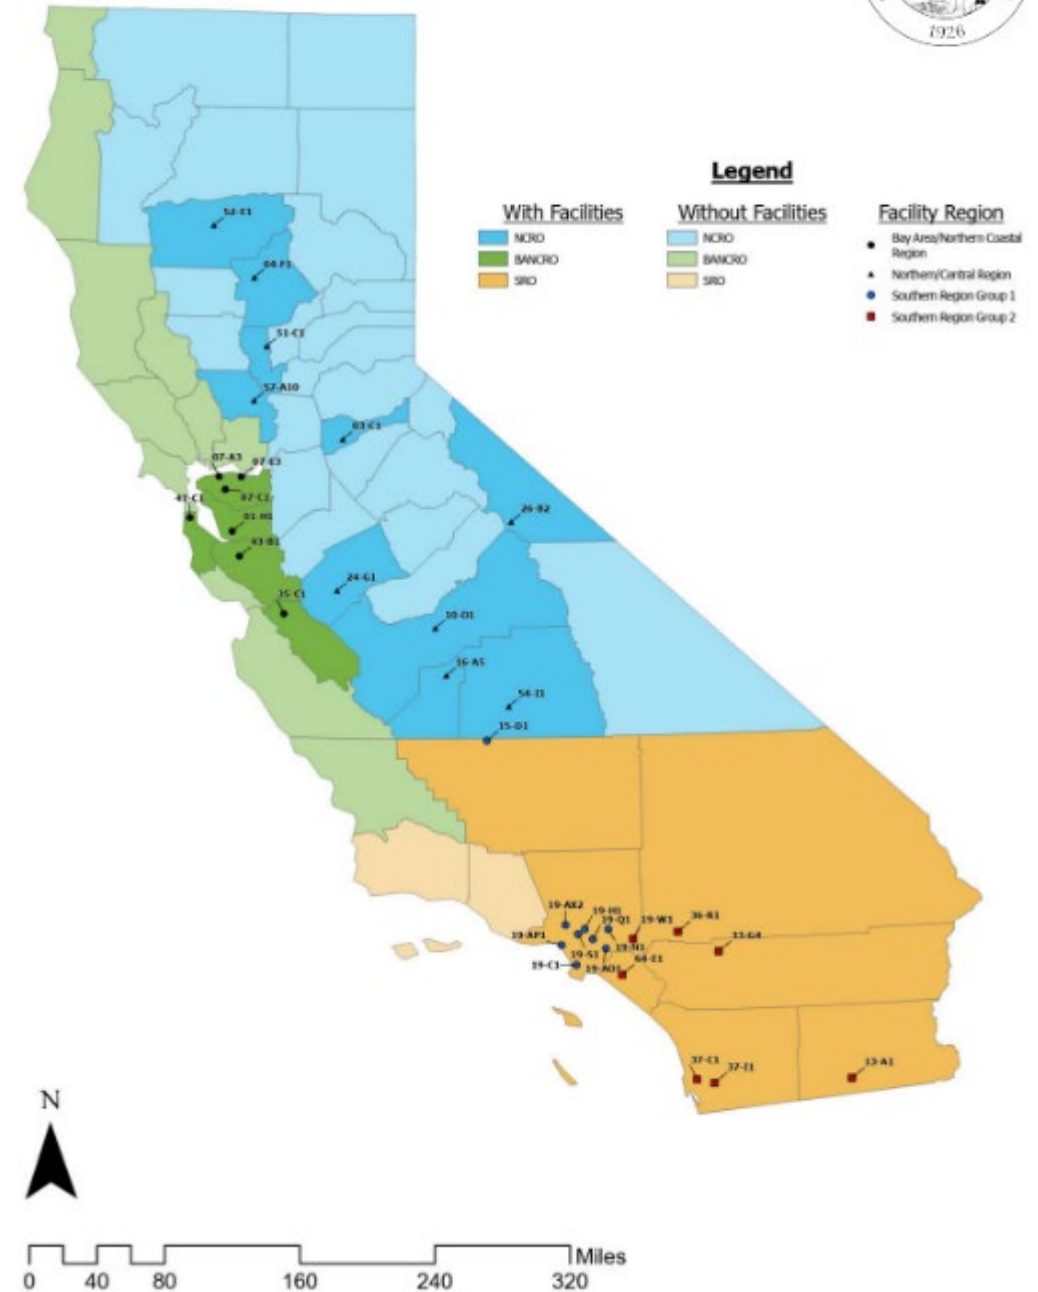 1926
Legend
With Facilities
Without Facilities
Facility Region
NCRO
BANCRO
SRO
NCRO
BANCRO
SRO
Bay Area/Northern Coastal
Region
Northern/Central Region
Southern Region Group 1
Southern Region Group 2
52-E1
04-F1
51-C1
57-A10
03-C1
07-A3
07-E3
41-C1
07-C2
01-H1
43-B1
26-B2
24-G1
35-C1
10-O1
16-A5
54-I1
15-D1
19-AX2
19-H1
19-Q1
19-W1
36-R1
19-AP1
19-S1
19-N1
33-G4
19-C1
19-AO1
37-C1
37-I1
13-A1
N
Miles
0 40 80 160 240 320